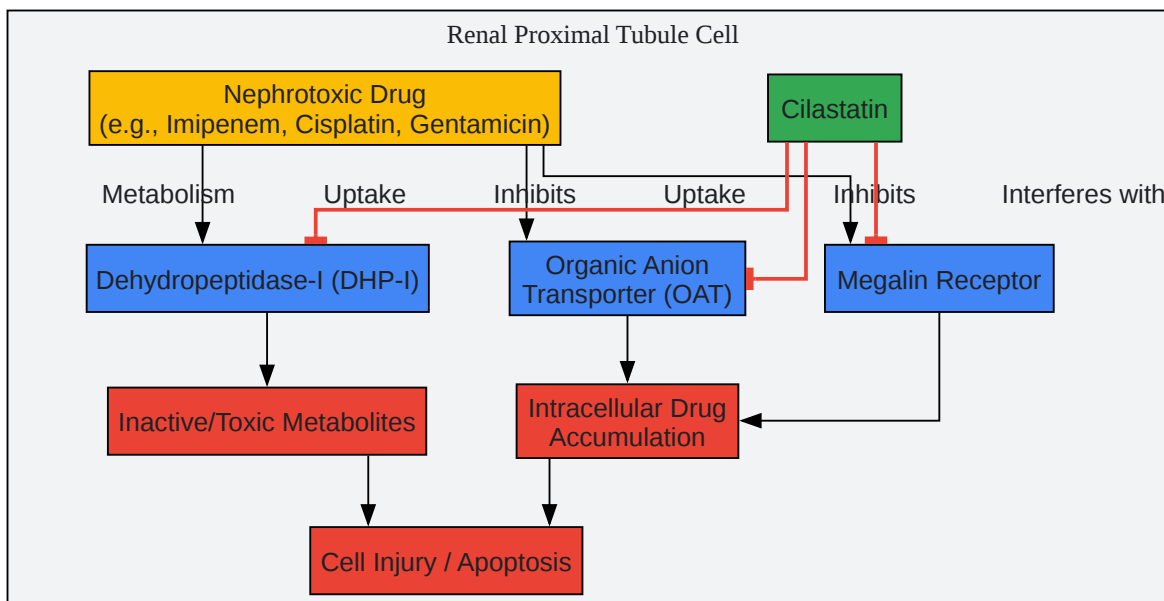 Renal Proximal Tubule Cell
Nephrotoxic Drug
(e.g., Imipenem, Cisplatin, Gentamicin)
Cilastatin
Metabolism
Uptake
Inhibits
Uptake
Inhibits
Interferes with
Dehydropeptidase-I (DHP-I)
Organic Anion
Transporter (OAT)
Megalin Receptor
Inactive/Toxic Metabolites
Intracellular Drug
Accumulation
Cell Injury / Apoptosis